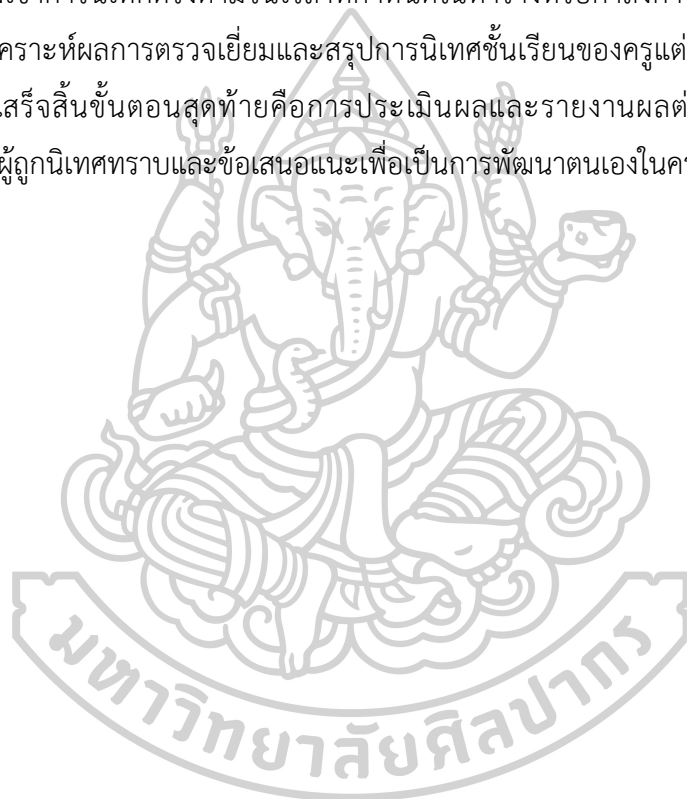 เคราะห์ผลการตรวจเยี่ยมและสรุปการนิเทศชั้นเรียนของครูแต่
เสร็จสิ้นขั้นตอนสุดท้ายคือการประเมินผลและรายงานผลต่
ผู้ถูกนิเทศทราบและข้อเสนอแนะเพื่อเป็นการพัฒนาตนเองในคร
มหาวิทยาลัยศิลปากร